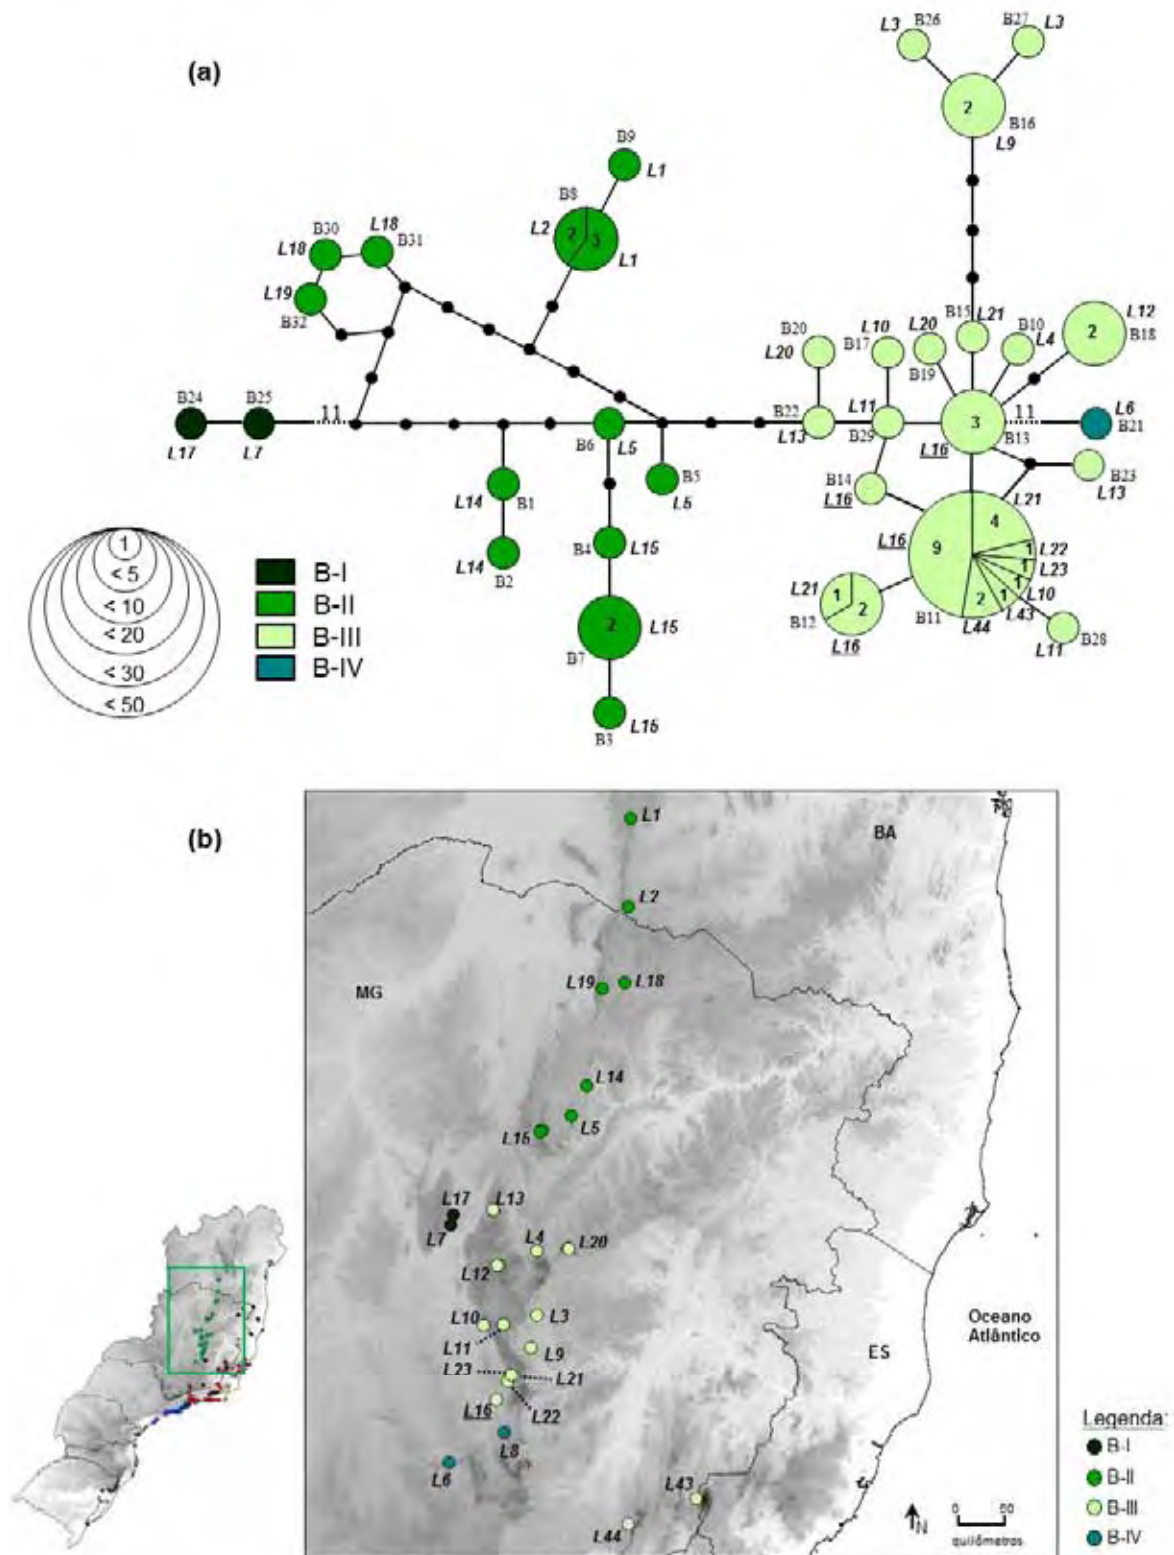 (a)
L3 B26 B27 L3
2
B16
L9
B9
L1
B8
L2 2 3
L1
L18
B30 L18
L18 B31
L19
B32
B24 B25
11
L17 L7
B6 L5
B5
L5
L14 B1
L14
B2
B4 L15
2 L15
B7
L15
B3
B20 L10 L20 B15 L21 B10 L12
L20 B17 B19 L4 2 B18
B22 L11 3 11 L6
L13 B29 L16 B13 B21
B14 L21 B23
L16 L13
L16 9 4
1 L22
1 L23
1 L10
1 L43
2 L44
B11
L21 1 2
B12 L16
L11 B28
1
< 5
< 10
< 20
< 30
< 50
B-I
B-II
B-III
B-IV
(b)
L1
BA
L2
MG
L19 L18
L14
L5
L15
L17 L13
L7
L4 L20
L12
L10 L3
L11
L9
L23 L21
L16 L22
L8
L6
L43
L44
ES
Oceano
Atlântico
N
0 50
quilômetros
Legenda:
B-I
B-II
B-III
B-IV